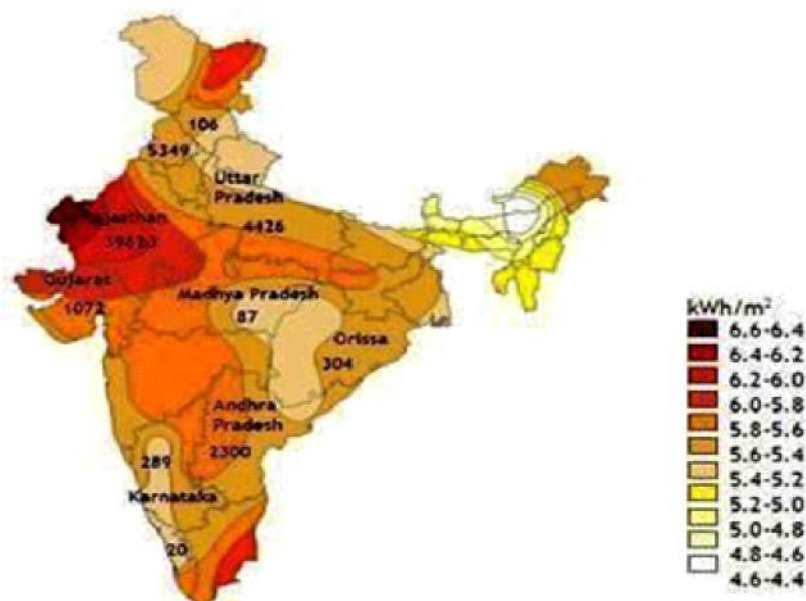 106
5349
Uttar
Pradesh
4426
Rajasthan
Gujarat
1072
Madhya Pradesh
87
Orissa
304
Andhra
Pradesh
2300
289
Karnataka
20
kWh/m²
6.6-6.4
6.4-6.2
6.2-6.0
6.0-5.8
5.8-5.6
5.6-5.4
5.4-5.2
5.2-5.0
5.0-4.8
4.8-4.6
4.6-4.4